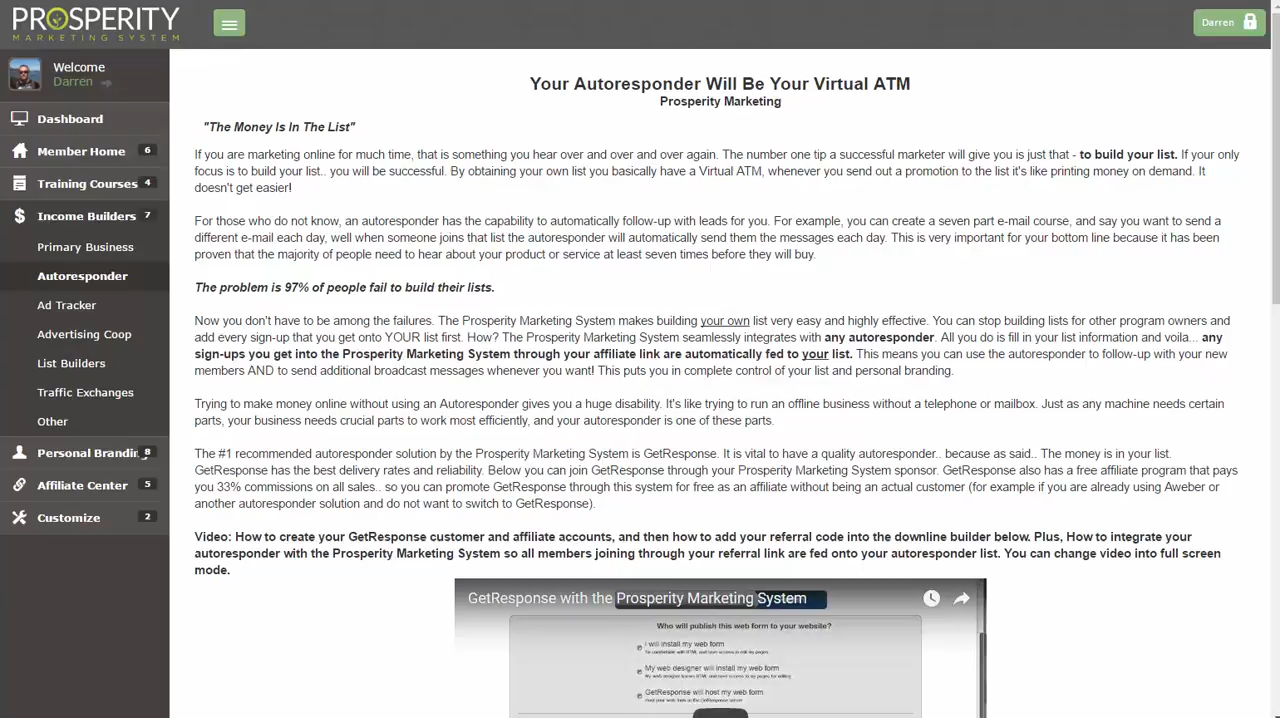 PROSPERITY
MARKETING SYSTEM
Darren
Welcome
Darren
Dashboard
Member Home 6
Training Courses 4
Income Builders 7
Primary Business
Autoresponder
Ad Tracker
Advertising Coop
List Builders
Traffic Exchanges
Other
Personal Brandin 8
Affiliate Center 5
Customize 2
Your Autoresponder Will Be Your Virtual ATM
Prosperity Marketing
"The Money Is In The List"
If you are marketing online for much time, that is something you hear over and over and over again. The number one tip a successful marketer will give you is just that - to build your list. If your only
focus is to build your list.. you will be successful. By obtaining your own list you basically have a Virtual ATM, whenever you send out a promotion to the list it's like printing money on demand. It
doesn't get easier!
For those who do not know, an autoresponder has the capability to automatically follow-up with leads for you. For example, you can create a seven part e-mail course, and say you want to send a
different e-mail each day, well when someone joins that list the autoresponder will automatically send them the messages each day. This is very important for your bottom line because it has been
proven that the majority of people need to hear about your product or service at least seven times before they will buy.
The problem is 97% of people fail to build their lists.
Now you don't have to be among the failures. The Prosperity Marketing System makes building your own list very easy and highly effective. You can stop building lists for other program owners and
add every sign-up that you get onto YOUR list first. How? The Prosperity Marketing System seamlessly integrates with any autoresponder. All you do is fill in your list information and voila... any
sign-ups you get into the Prosperity Marketing System through your affiliate link are automatically fed to your list. This means you can use the autoresponder to follow-up with your new
members AND to send additional broadcast messages whenever you want! This puts you in complete control of your list and personal branding.
Trying to make money online without using an Autoresponder gives you a huge disability. It's like trying to run an offline business without a telephone or mailbox. Just as any machine needs certain
parts, your business needs crucial parts to work most efficiently, and your autoresponder is one of these parts.
The #1 recommended autoresponder solution by the Prosperity Marketing System is GetResponse. It is vital to have a quality autoresponder.. because as said.. The money is in your list.
GetResponse has the best delivery rates and reliability. Below you can join GetResponse through your Prosperity Marketing System sponsor. GetResponse also has a free affiliate program that pays
you 33% commissions on all sales.. so you can promote GetResponse through this system for free as an affiliate without being an actual customer (for example if you are already using Aweber or
another autoresponder solution and do not want to switch to GetResponse).
Video: How to create your GetResponse customer and affiliate accounts, and then how to add your referral code into the downline builder below. Plus, How to integrate your
autoresponder with the Prosperity Marketing System so all members joining through your referral link are fed onto your autoresponder list. You can change video into full screen
mode.
GetResponse with the Prosperity Marketing System
Who will publish this web form to your website?
I will install my web form
My web designer will install my web form
GetResponse will host my web form